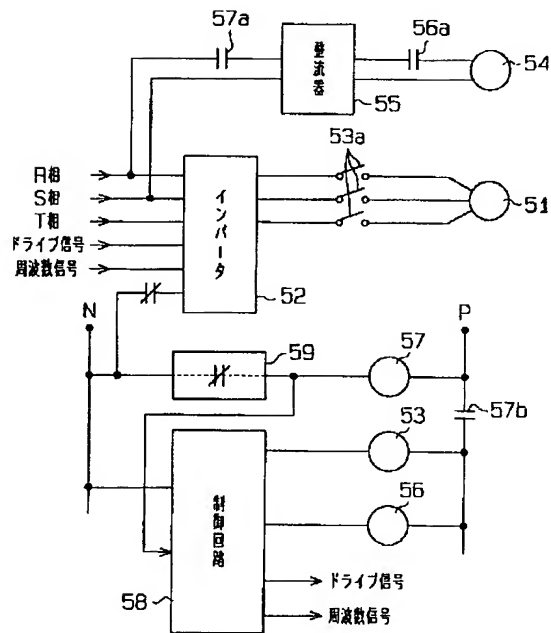 57a
56a
整流器
54
55
53a
R相
S相
T相
ドライブ信号
周波数信号
インバータ
51
52
N
P
59
57
57b
53
制御回路
56
ドライブ信号
周波数信号
58